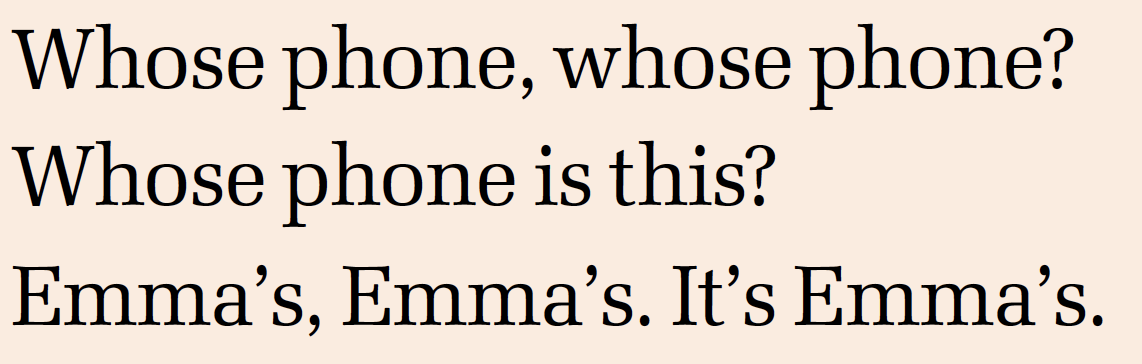 Whose phone, whose phone?
Whose phone is this?
Emma’s, Emma’s. It’s Emma’s.